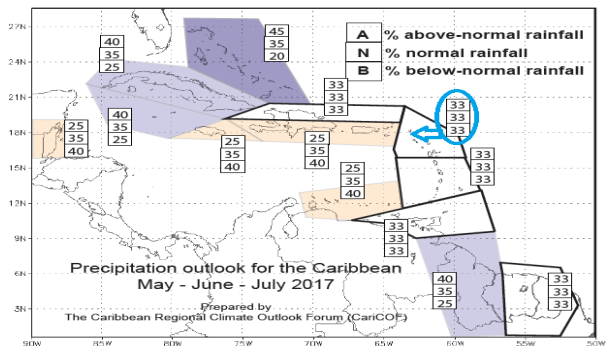 27N
24N
21N
18N
15N
12N
9N
6N
3N
90W
85W
80W
75W
70W
65W
60W
55W
A % above-normal rainfall
N % normal rainfall
B % below-normal rainfall
40
35
25
45
35
20
33
33
33
33
33
33
40
35
25
25
35
40
25
35
40
25
35
40
33
33
33
25
35
40
33
33
33
40
35
25
33
33
33
Precipitation outlook for the Caribbean
May - June - July 2017
Prepared by
The Caribbean Regional Climate Outlook Forum (CariCOF)